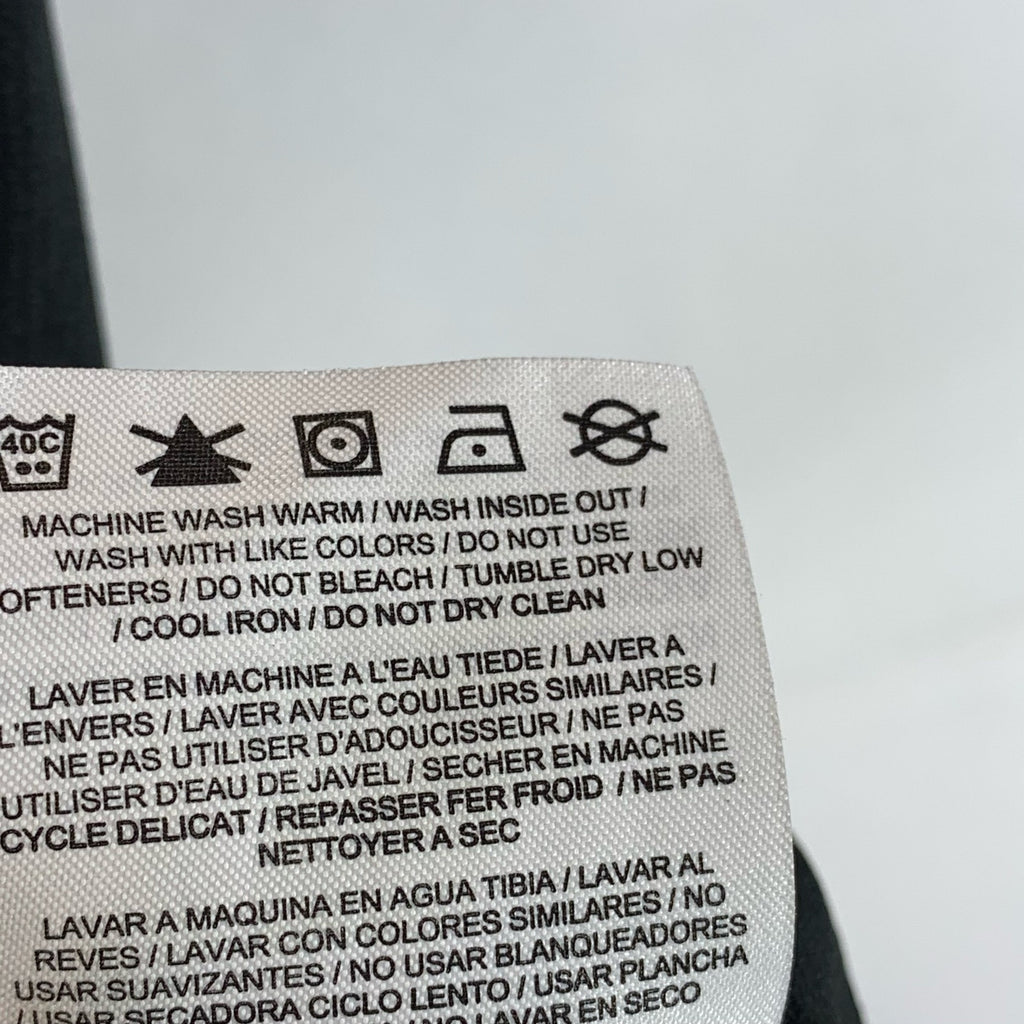 40C
MACHINE WASH WARM / WASH INSIDE OUT /
WASH WITH LIKE COLORS / DO NOT USE
OFTENERS / DO NOT BLEACH / TUMBLE DRY LOW
/ COOL IRON / DO NOT DRY CLEAN
LAVER EN MACHINE A L'EAU TIEDE / LAVER A
L'ENVERS / LAVER AVEC COULEURS SIMILAIRES /
NE PAS UTILISER D'ADOUCISSEUR / NE PAS
UTILISER D'EAU DE JAVEL / SECHER EN MACHINE
CYCLE DELICAT / REPASSER FER FROID / NE PAS
NETTOYER A SEC
LAVAR A MAQUINA EN AGUA TIBIA / LAVAR AL
REVES / LAVAR CON COLORES SIMILARES / NO
USAR SUAVIZANTES / NO USAR BLANQUEADORES
/ USAR SECADORA CICLO LENTO / USAR PLANCHA
/ NO LAVAR EN SECO